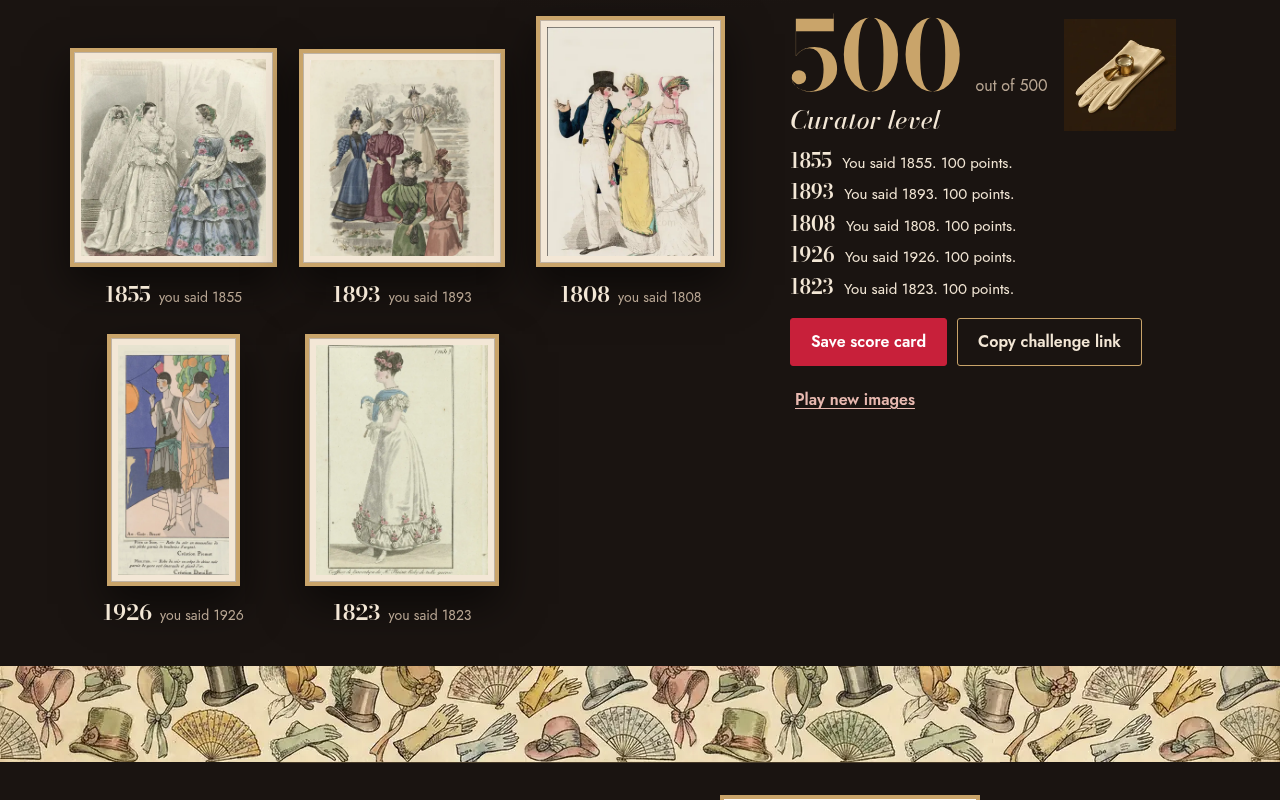 500 out of 500
Curator level
1855 You said 1855. 100 points.
1893 You said 1893. 100 points.
1808 You said 1808. 100 points.
1926 You said 1926. 100 points.
1823 You said 1823. 100 points.
Save score card
Copy challenge link
Play new images
1855 you said 1855
1893 you said 1893
1808 you said 1808
1926 you said 1926
1823 you said 1823